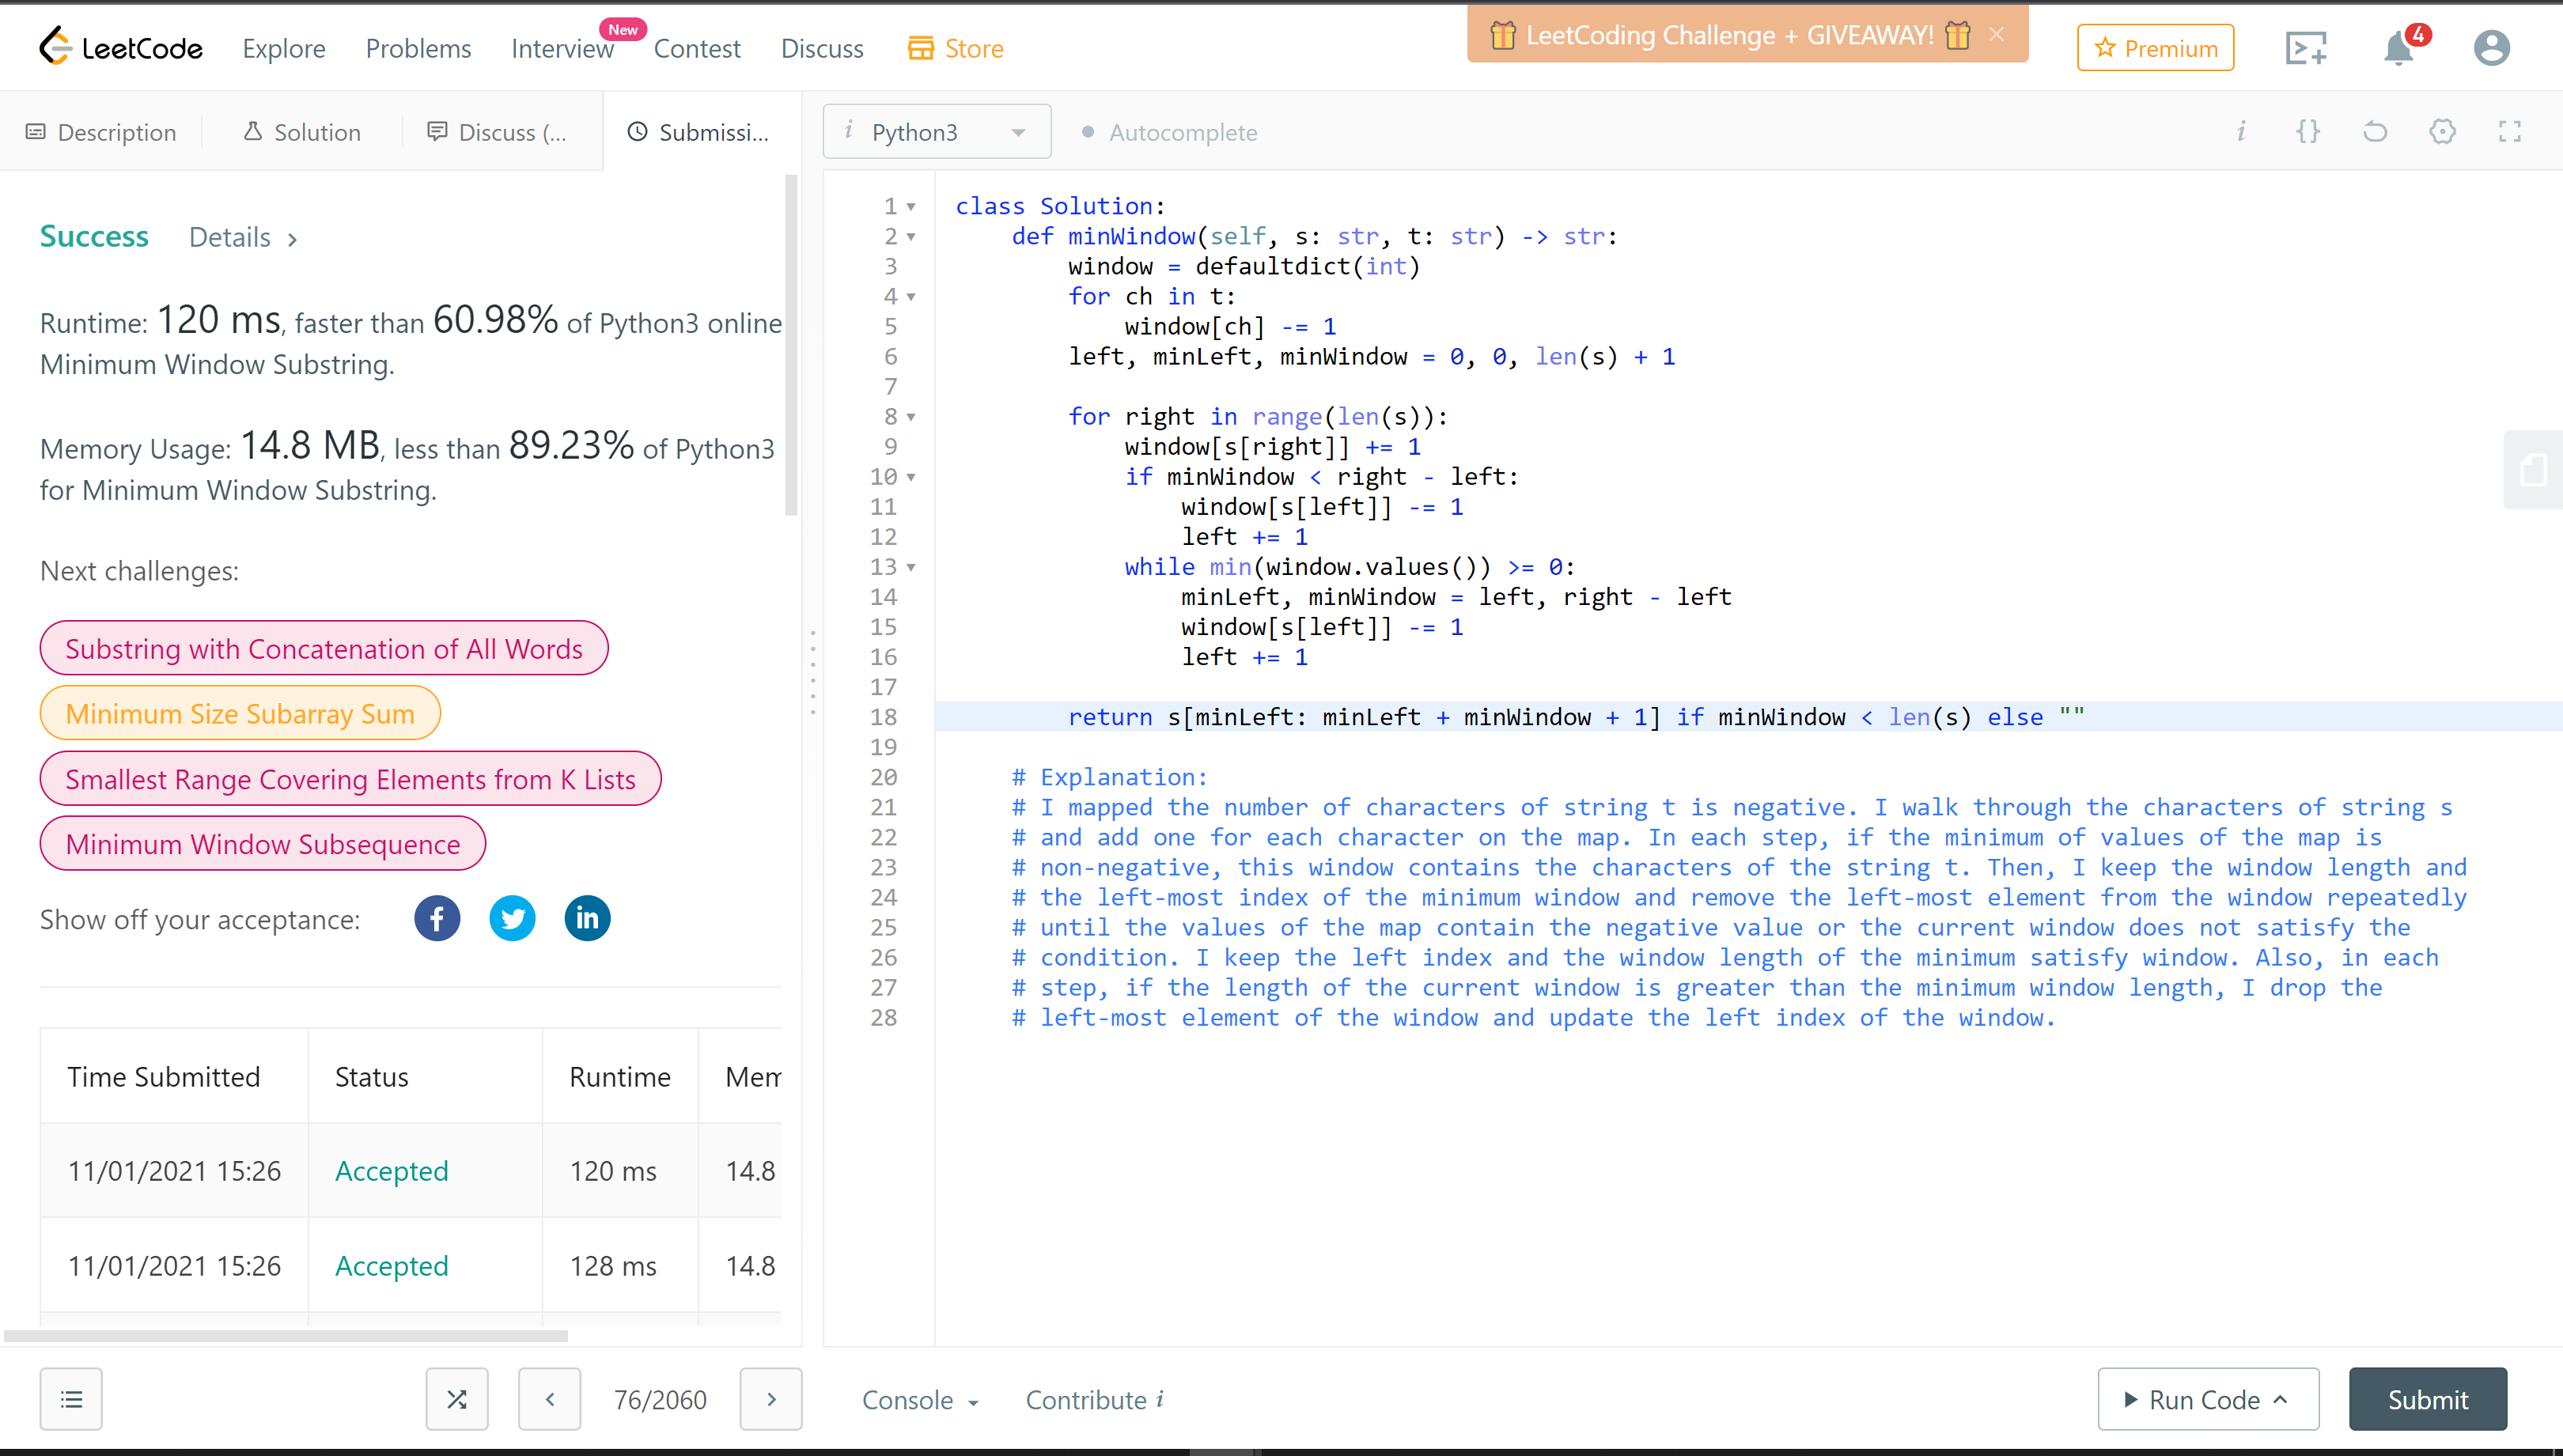 LeetCode Explore Problems Interview New Contest Discuss Store LeetCoding Challenge + GIVEAWAY! Premium 4
Description Solution Discuss (... Submissi...
Python3 Autocomplete
Success Details
Runtime: 120 ms, faster than 60.98% of Python3 online
Minimum Window Substring.
Memory Usage: 14.8 MB, less than 89.23% of Python3
for Minimum Window Substring.
Next challenges:
Substring with Concatenation of All Words
Minimum Size Subarray Sum
Smallest Range Covering Elements from K Lists
Minimum Window Subsequence
Show off your acceptance:
Time Submitted Status Runtime Mem
11/01/2021 15:26 Accepted 120 ms 14.8
11/01/2021 15:26 Accepted 128 ms 14.8
1 class Solution:
2 def minWindow(self, s: str, t: str) -> str:
3 window = defaultdict(int)
4 for ch in t:
5 window[ch] -= 1
6 left, minLeft, minWindow = 0, 0, len(s) + 1
7
8 for right in range(len(s)):
9 window[s[right]] += 1
10 if minWindow < right - left:
11 window[s[left]] -= 1
12 left += 1
13 while min(window.values()) >= 0:
14 minLeft, minWindow = left, right - left
15 window[s[left]] -= 1
16 left += 1
17
18 return s[minLeft: minLeft + minWindow + 1] if minWindow < len(s) else ""
19
20 # Explanation:
21 # I mapped the number of characters of string t is negative. I walk through the characters of string s
22 # and add one for each character on the map. In each step, if the minimum of values of the map is
23 # non-negative, this window contains the characters of the string t. Then, I keep the window length and
24 # the left-most index of the minimum window and remove the left-most element from the window repeatedly
25 # until the values of the map contain the negative value or the current window does not satisfy the
26 # condition. I keep the left index and the window length of the minimum satisfy window. Also, in each
27 # step, if the length of the current window is greater than the minimum window length, I drop the
28 # left-most element of the window and update the left index of the window.
76/2060 Console Contribute i Run Code Submit